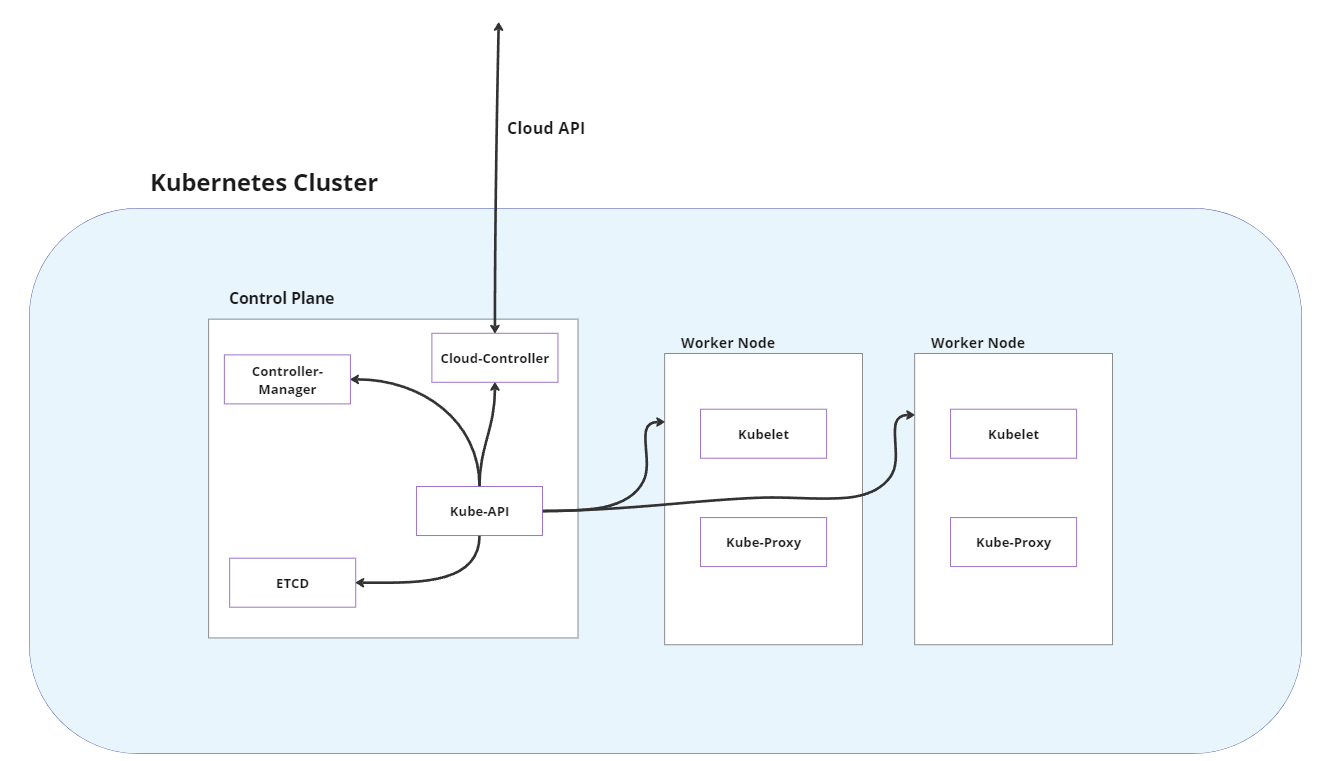 Cloud API
Kubernetes Cluster
Control Plane
Controller-
Manager
Cloud-Controller
Kube-API
ETCD
Worker Node
Kubelet
Kube-Proxy
Worker Node
Kubelet
Kube-Proxy